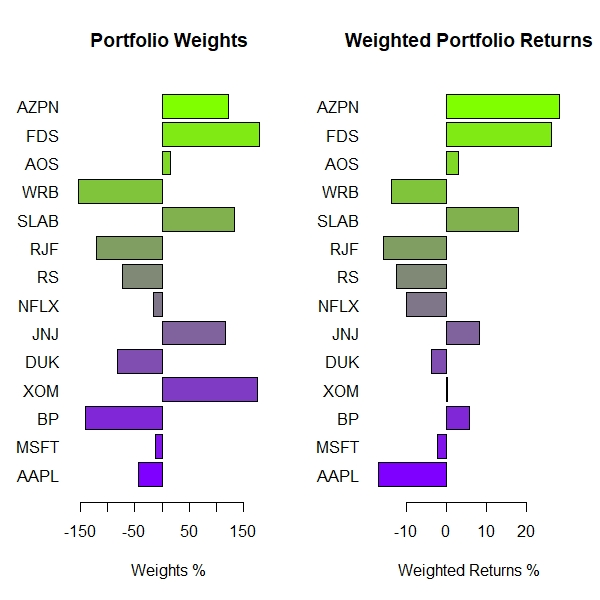 Portfolio Weights
AZPN
FDS
AOS
WRB
SLAB
RJF
RS
NFLX
JNJ
DUK
XOM
BP
MSFT
AAPL
-150 -50 50 150
Weights %
Weighted Portfolio Returns
AZPN
FDS
AOS
WRB
SLAB
RJF
RS
NFLX
JNJ
DUK
XOM
BP
MSFT
AAPL
-10 0 10 20
Weighted Returns %